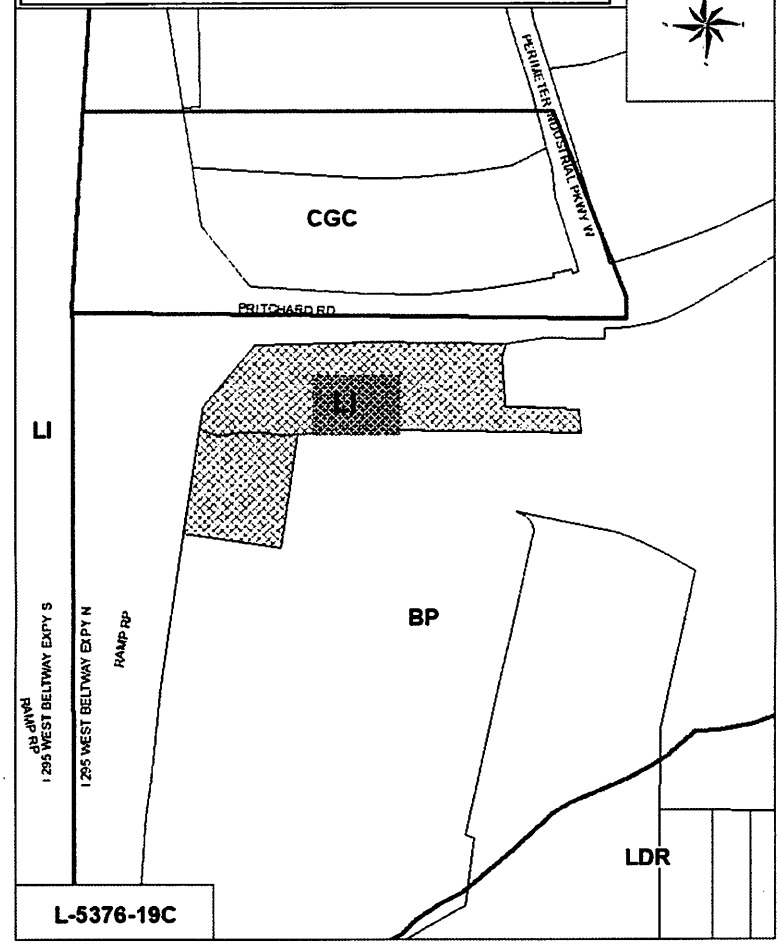 PERIMETER INDUSTRIAL PKWY W
CGC
PRITCHARD RD
LI
LI
BP
RAMP RP
I 295 WEST BELTWAY EXPY S
RAMP RP
I 295 WEST BELTWAY EXPY N
LDR
L-5376-19C